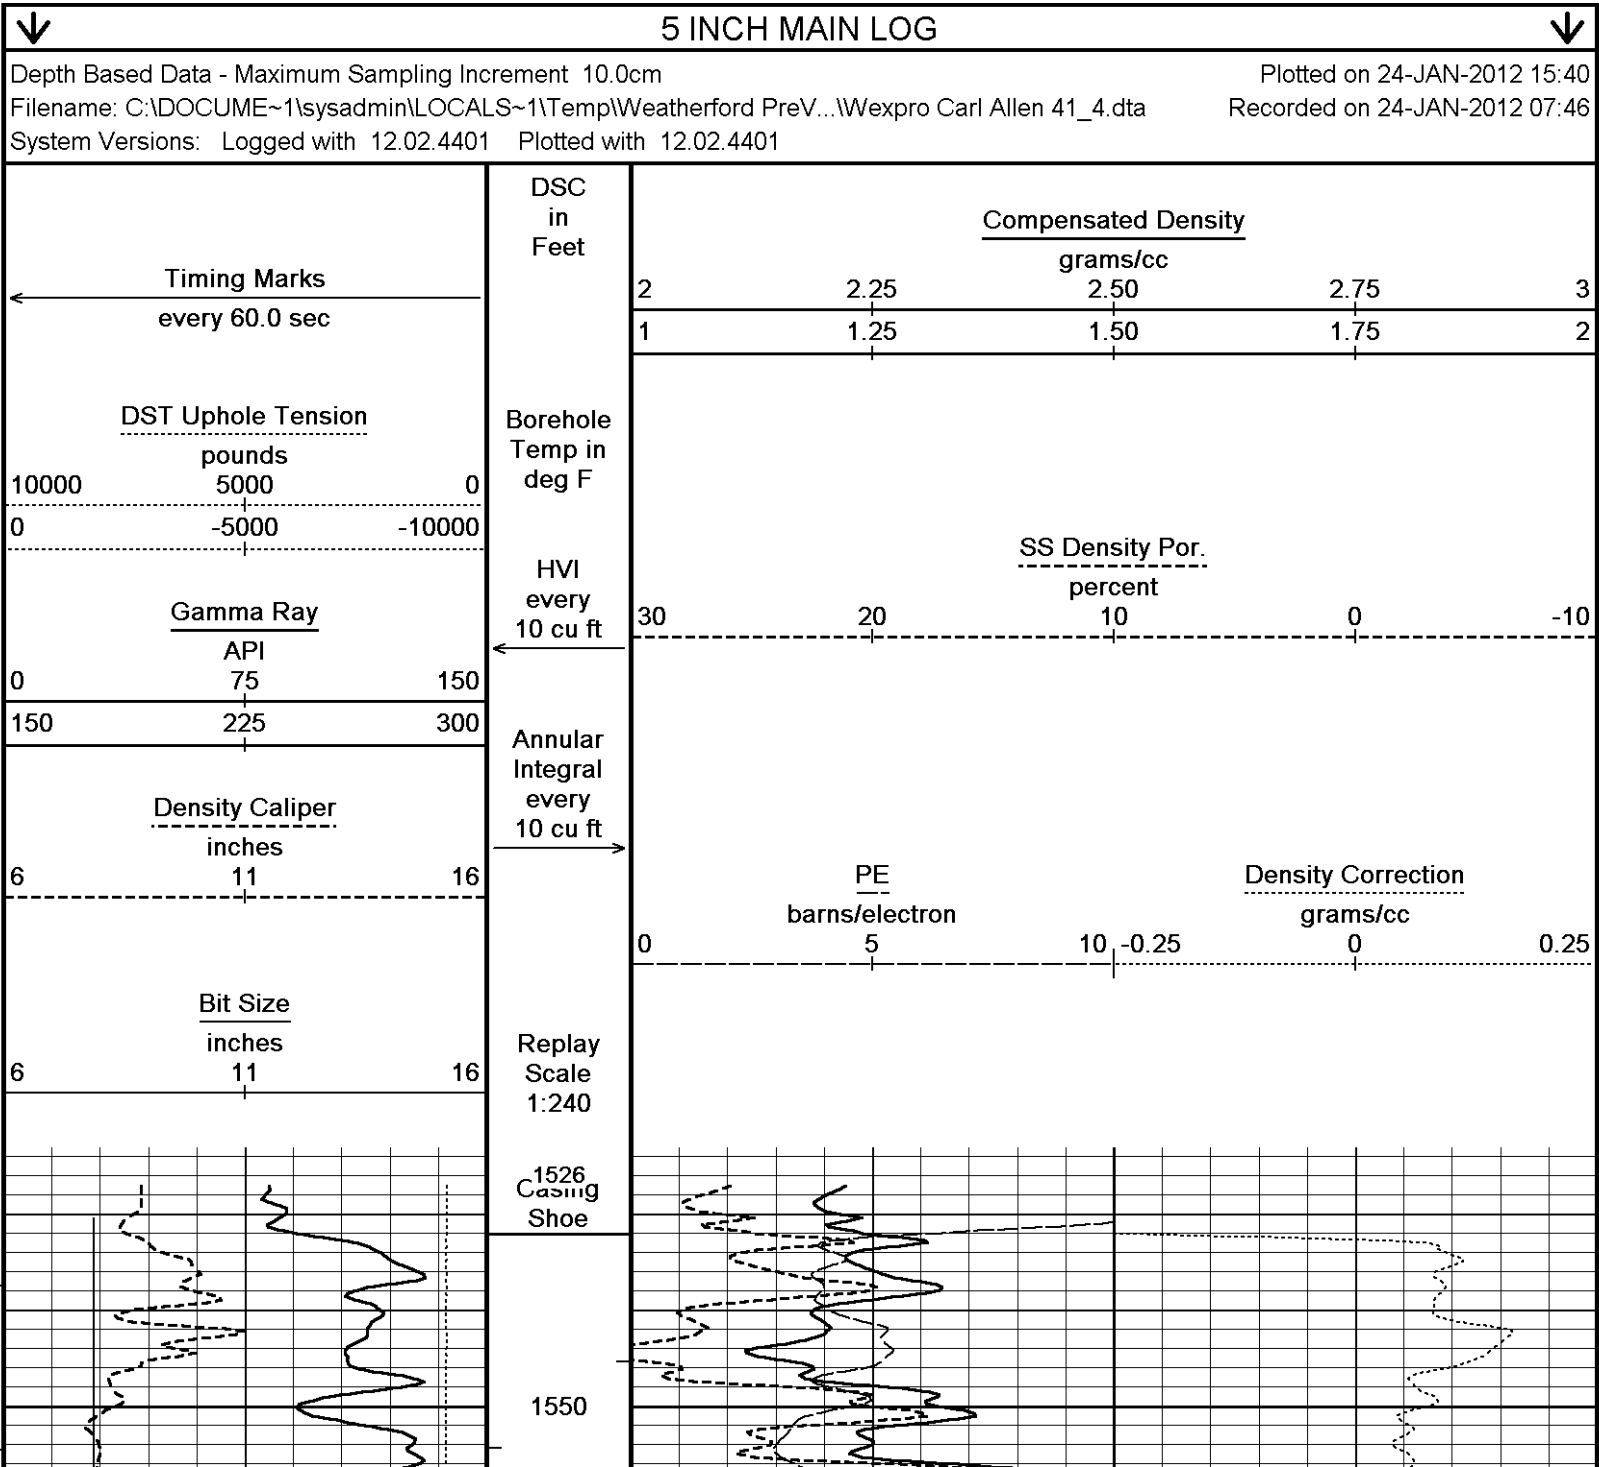 5 INCH MAIN LOG
Depth Based Data - Maximum Sampling Increment 10.0cm
Plotted on 24-JAN-2012 15:40
Filename: C:\DOCUME~1\sysadmin\LOCALS~1\Temp\Weatherford PreV...\Wexpro Carl Allen 41_4.dta
Recorded on 24-JAN-2012 07:46
System Versions: Logged with 12.02.4401 Plotted with 12.02.4401
Timing Marks
every 60.0 sec
DST Uphole Tension
pounds
10000 5000 0
0 -5000 -10000
Gamma Ray
API
0 75 150
150 225 300
Density Caliper
inches
6 11 16
Bit Size
inches
6 11 16
DSC
in
Feet
Borehole
Temp in
deg F
HVI
every
10 cu ft
Annular
Integral
every
10 cu ft
Replay
Scale
1:240
1526
Casing
Shoe
1550
Compensated Density
grams/cc
2 2.25 2.50 2.75 3
1 1.25 1.50 1.75 2
SS Density Por.
percent
30 20 10 0 -10
PE
barns/electron
0 5 10
Density Correction
grams/cc
-0.25 0 0.25